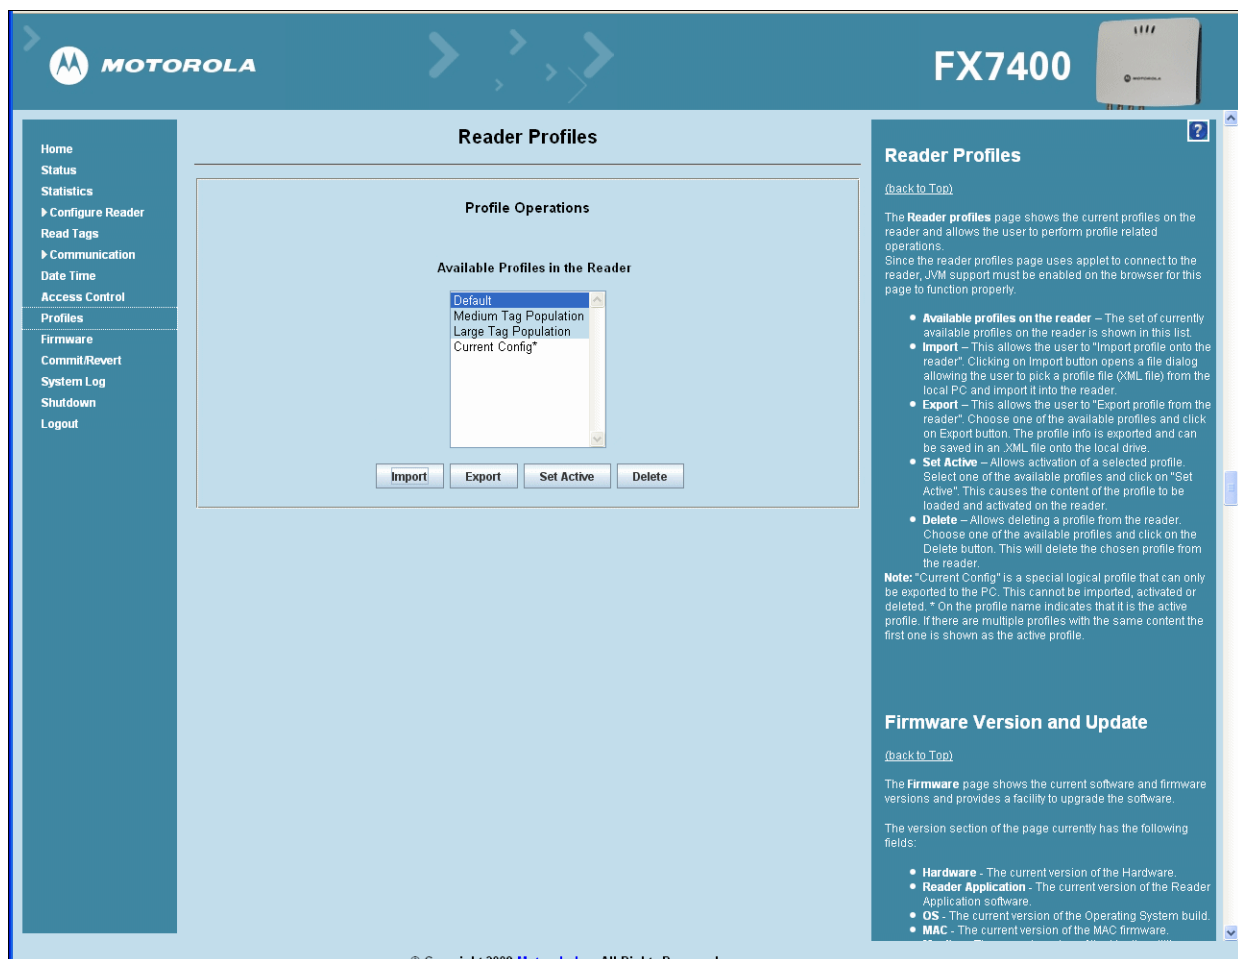 MOTOROLA
FX7400
MOTOROLA
Home
Status
Statistics
Configure Reader
Read Tags
Communication
Date Time
Access Control
Profiles
Firmware
Commit/Revert
System Log
Shutdown
Logout
Reader Profiles
Profile Operations
Available Profiles in the Reader
Default
Medium Tag Population
Large Tag Population
Current Config*
Import Export Set Active Delete
?
Reader Profiles
(back to Top)
The Reader profiles page shows the current profiles on the
reader and allows the user to perform profile related
operations.
Since the reader profiles page uses applet to connect to the
reader, JVM support must be enabled on the browser for this
page to function properly.
• Available profiles on the reader – The set of currently
available profiles on the reader is shown in this list.
• Import – This allows the user to "Import profile onto the
reader". Clicking on Import button opens a file dialog
allowing the user to pick a profile file (XML file) from the
local PC and import it into the reader.
• Export – This allows the user to "Export profile from the
reader". Choose one of the available profiles and click
on Export button. The profile info is exported and can
be saved in an .XML file onto the local drive.
• Set Active – Allows activation of a selected profile.
Select one of the available profiles and click on "Set
Active". This causes the content of the profile to be
loaded and activated on the reader.
• Delete – Allows deleting a profile from the reader.
Choose one of the available profiles and click on the
Delete button. This will delete the chosen profile from
the reader.
Note: "Current Config" is a special logical profile that can only
be exported to the PC. This cannot be imported, activated or
deleted. * On the profile name indicates that it is the active
profile. If there are multiple profiles with the same content the
first one is shown as the active profile.
Firmware Version and Update
(back to Top)
The Firmware page shows the current software and firmware
versions and provides a facility to upgrade the software.
The version section of the page currently has the following
fields:
• Hardware - The current version of the Hardware.
• Reader Application - The current version of the Reader
Application software.
• OS - The current version of the Operating System build.
• MAC - The current version of the MAC firmware.